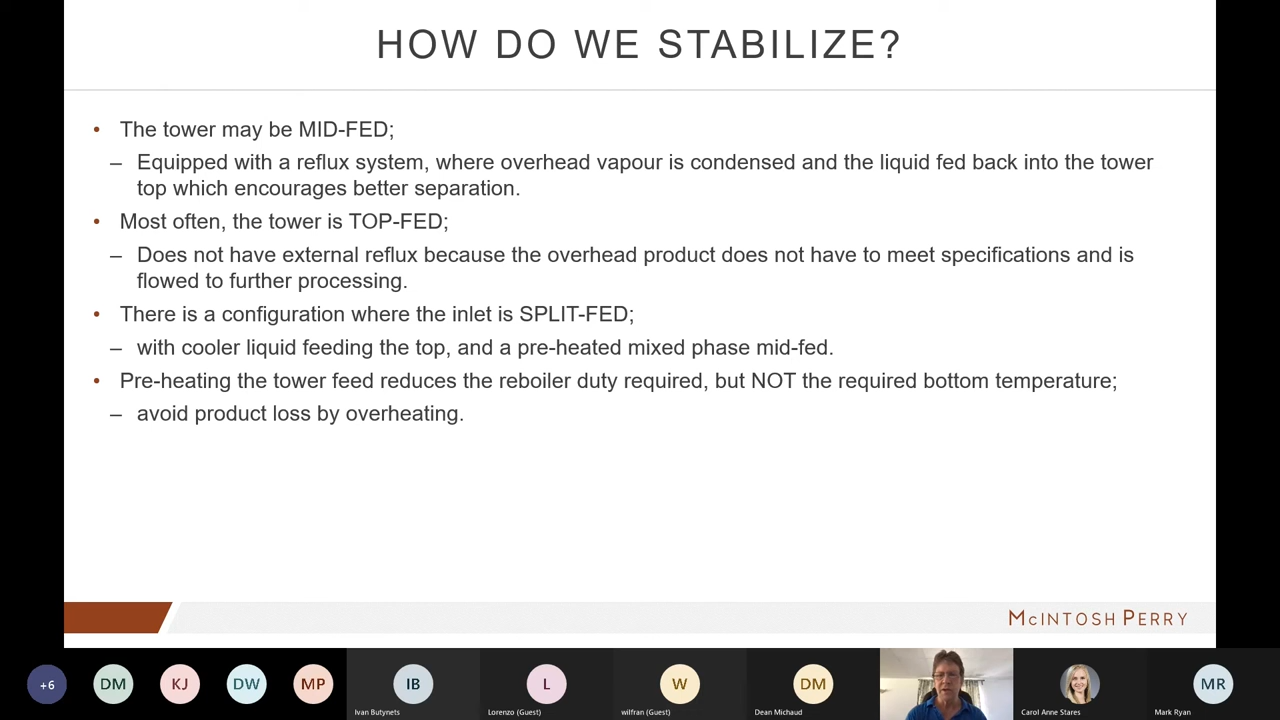 HOW DO WE STABILIZE?
• The tower may be MID-FED;
– Equipped with a reflux system, where overhead vapour is condensed and the liquid fed back into the tower
top which encourages better separation.
• Most often, the tower is TOP-FED;
– Does not have external reflux because the overhead product does not have to meet specifications and is
flowed to further processing.
• There is a configuration where the inlet is SPLIT-FED;
– with cooler liquid feeding the top, and a pre-heated mixed phase mid-fed.
• Pre-heating the tower feed reduces the reboiler duty required, but NOT the required bottom temperature;
– avoid product loss by overheating.
MCINTOSH PERRY
+6 DM KJ DW MP IB L W DM MR
Ivan Butynets Lorenzo (Guest) wilfran (Guest) Dean Michaud Carol Anne Stares Mark Ryan